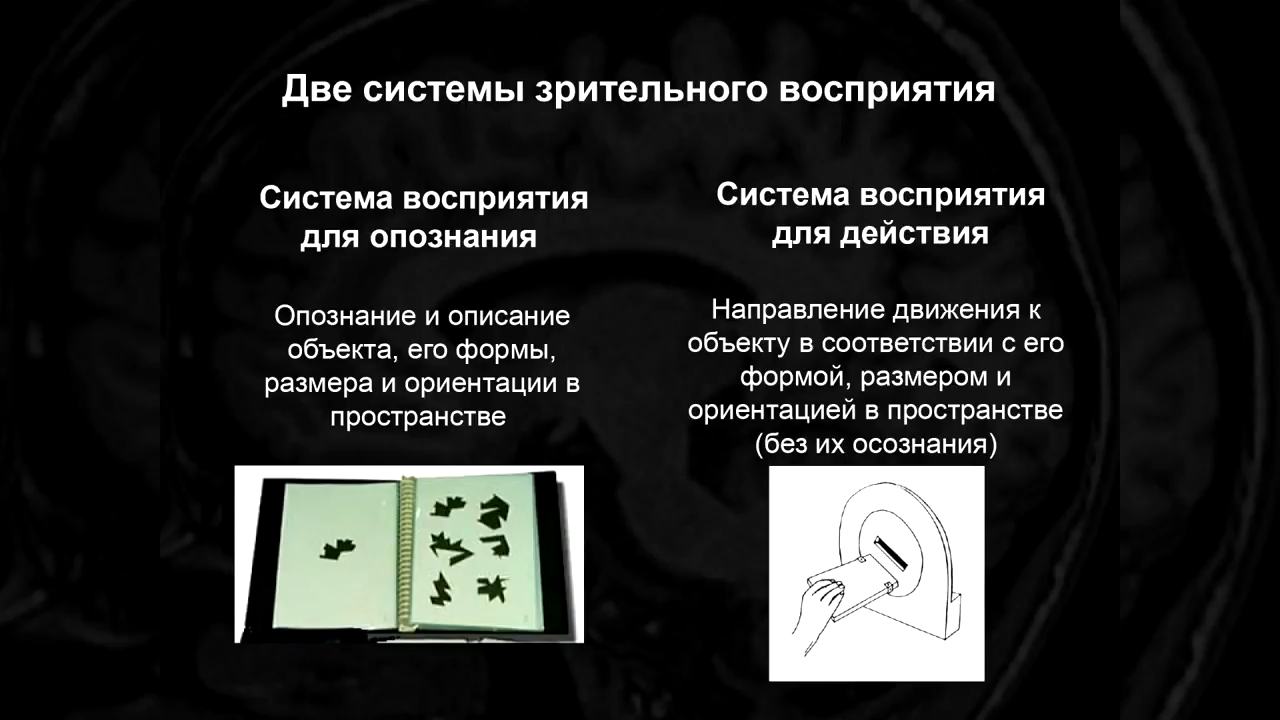 Две системы зрительного восприятия
Система восприятия
для опознания
Опознание и описание
объекта, его формы,
размера и ориентации в
пространстве
Система восприятия
для действия
Направление движения к
объекту в соответствии с его
формой, размером и
ориентацией в пространстве
(без их осознания)